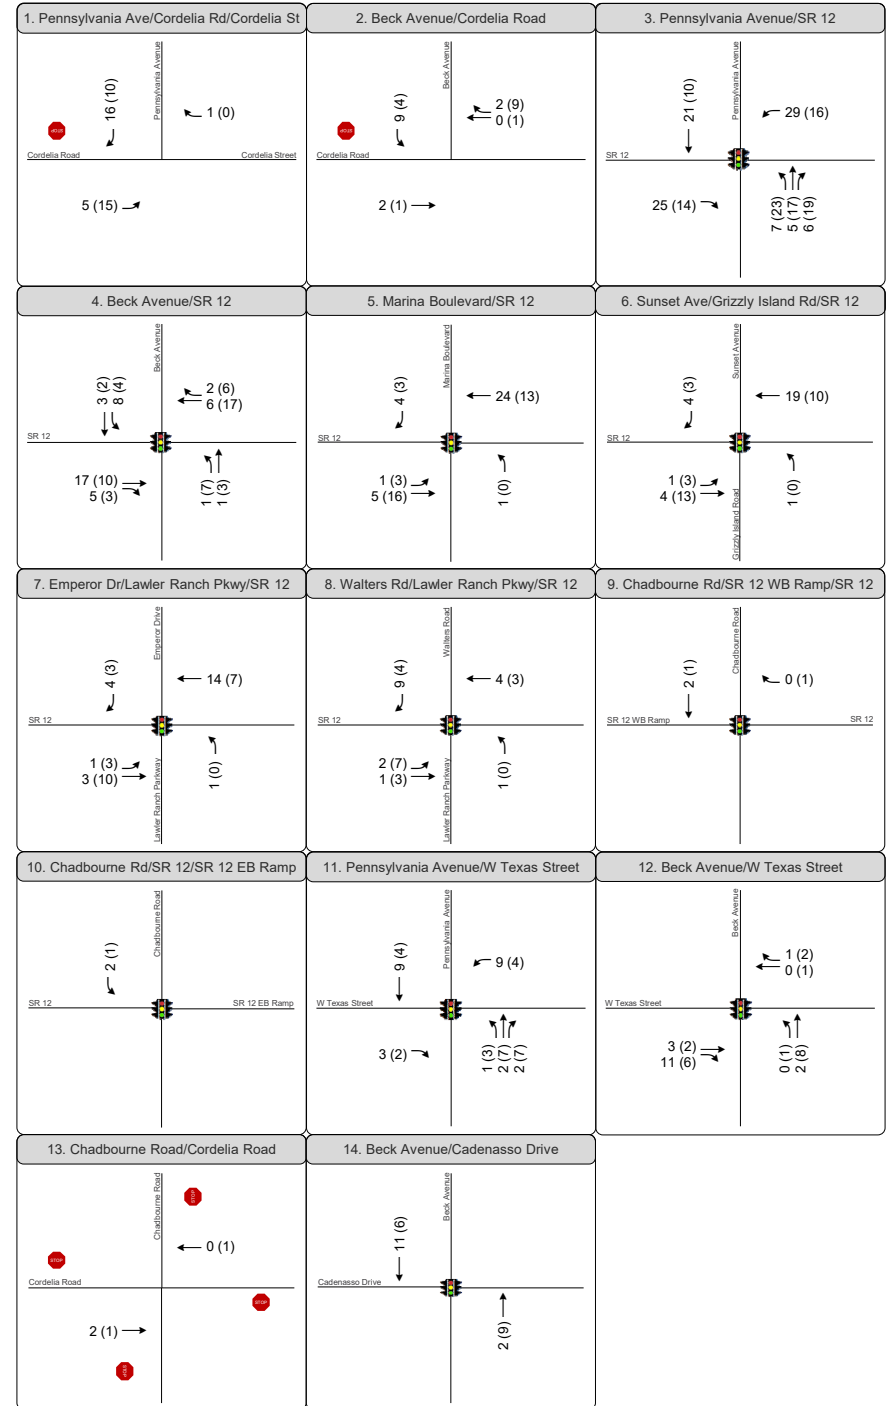 1. Pennsylvania Ave/Cordelia Rd/Cordelia St
Pennsylvania Avenue
16 (10)
1 (0)
STOP
Cordelia Road
Cordelia Street
5 (15)
2. Beck Avenue/Cordelia Road
Beck Avenue
9 (4)
2 (9)
0 (1)
STOP
Cordelia Road
2 (1)
3. Pennsylvania Avenue/SR 12
Pennsylvania Avenue
21 (10)
29 (16)
SR 12
25 (14)
7 (23)
5 (17)
6 (19)
4. Beck Avenue/SR 12
Beck Avenue
3 (2)
8 (4)
2 (6)
6 (17)
SR 12
17 (10)
5 (3)
1 (7)
1 (3)
5. Marina Boulevard/SR 12
Marina Boulevard
4 (3)
24 (13)
SR 12
1 (3)
5 (16)
1 (0)
6. Sunset Ave/Grizzly Island Rd/SR 12
Sunset Avenue
4 (3)
19 (10)
SR 12
1 (3)
4 (13)
1 (0)
Grizzly Island Road
7. Emperor Dr/Lawler Ranch Pkwy/SR 12
Emperor Drive
4 (3)
14 (7)
SR 12
1 (3)
3 (10)
1 (0)
Lawler Ranch Parkway
8. Walters Rd/Lawler Ranch Pkwy/SR 12
Walters Road
9 (4)
4 (3)
SR 12
2 (7)
1 (3)
1 (0)
Lawler Ranch Parkway
9. Chadbourne Rd/SR 12 WB Ramp/SR 12
Chadbourne Road
2 (1)
0 (1)
SR 12 WB Ramp
SR 12
10. Chadbourne Rd/SR 12/SR 12 EB Ramp
Chadbourne Road
2 (1)
SR 12
SR 12 EB Ramp
11. Pennsylvania Avenue/W Texas Street
Pennsylvania Avenue
9 (4)
9 (4)
W Texas Street
3 (2)
1 (3)
2 (7)
2 (7)
12. Beck Avenue/W Texas Street
Beck Avenue
1 (2)
0 (1)
W Texas Street
3 (2)
11 (6)
0 (1)
2 (8)
13. Chadbourne Road/Cordelia Road
Chadbourne Road
STOP
0 (1)
STOP
Cordelia Road
STOP
2 (1)
STOP
14. Beck Avenue/Cadenasso Drive
Beck Avenue
11 (6)
Cadenasso Drive
2 (9)